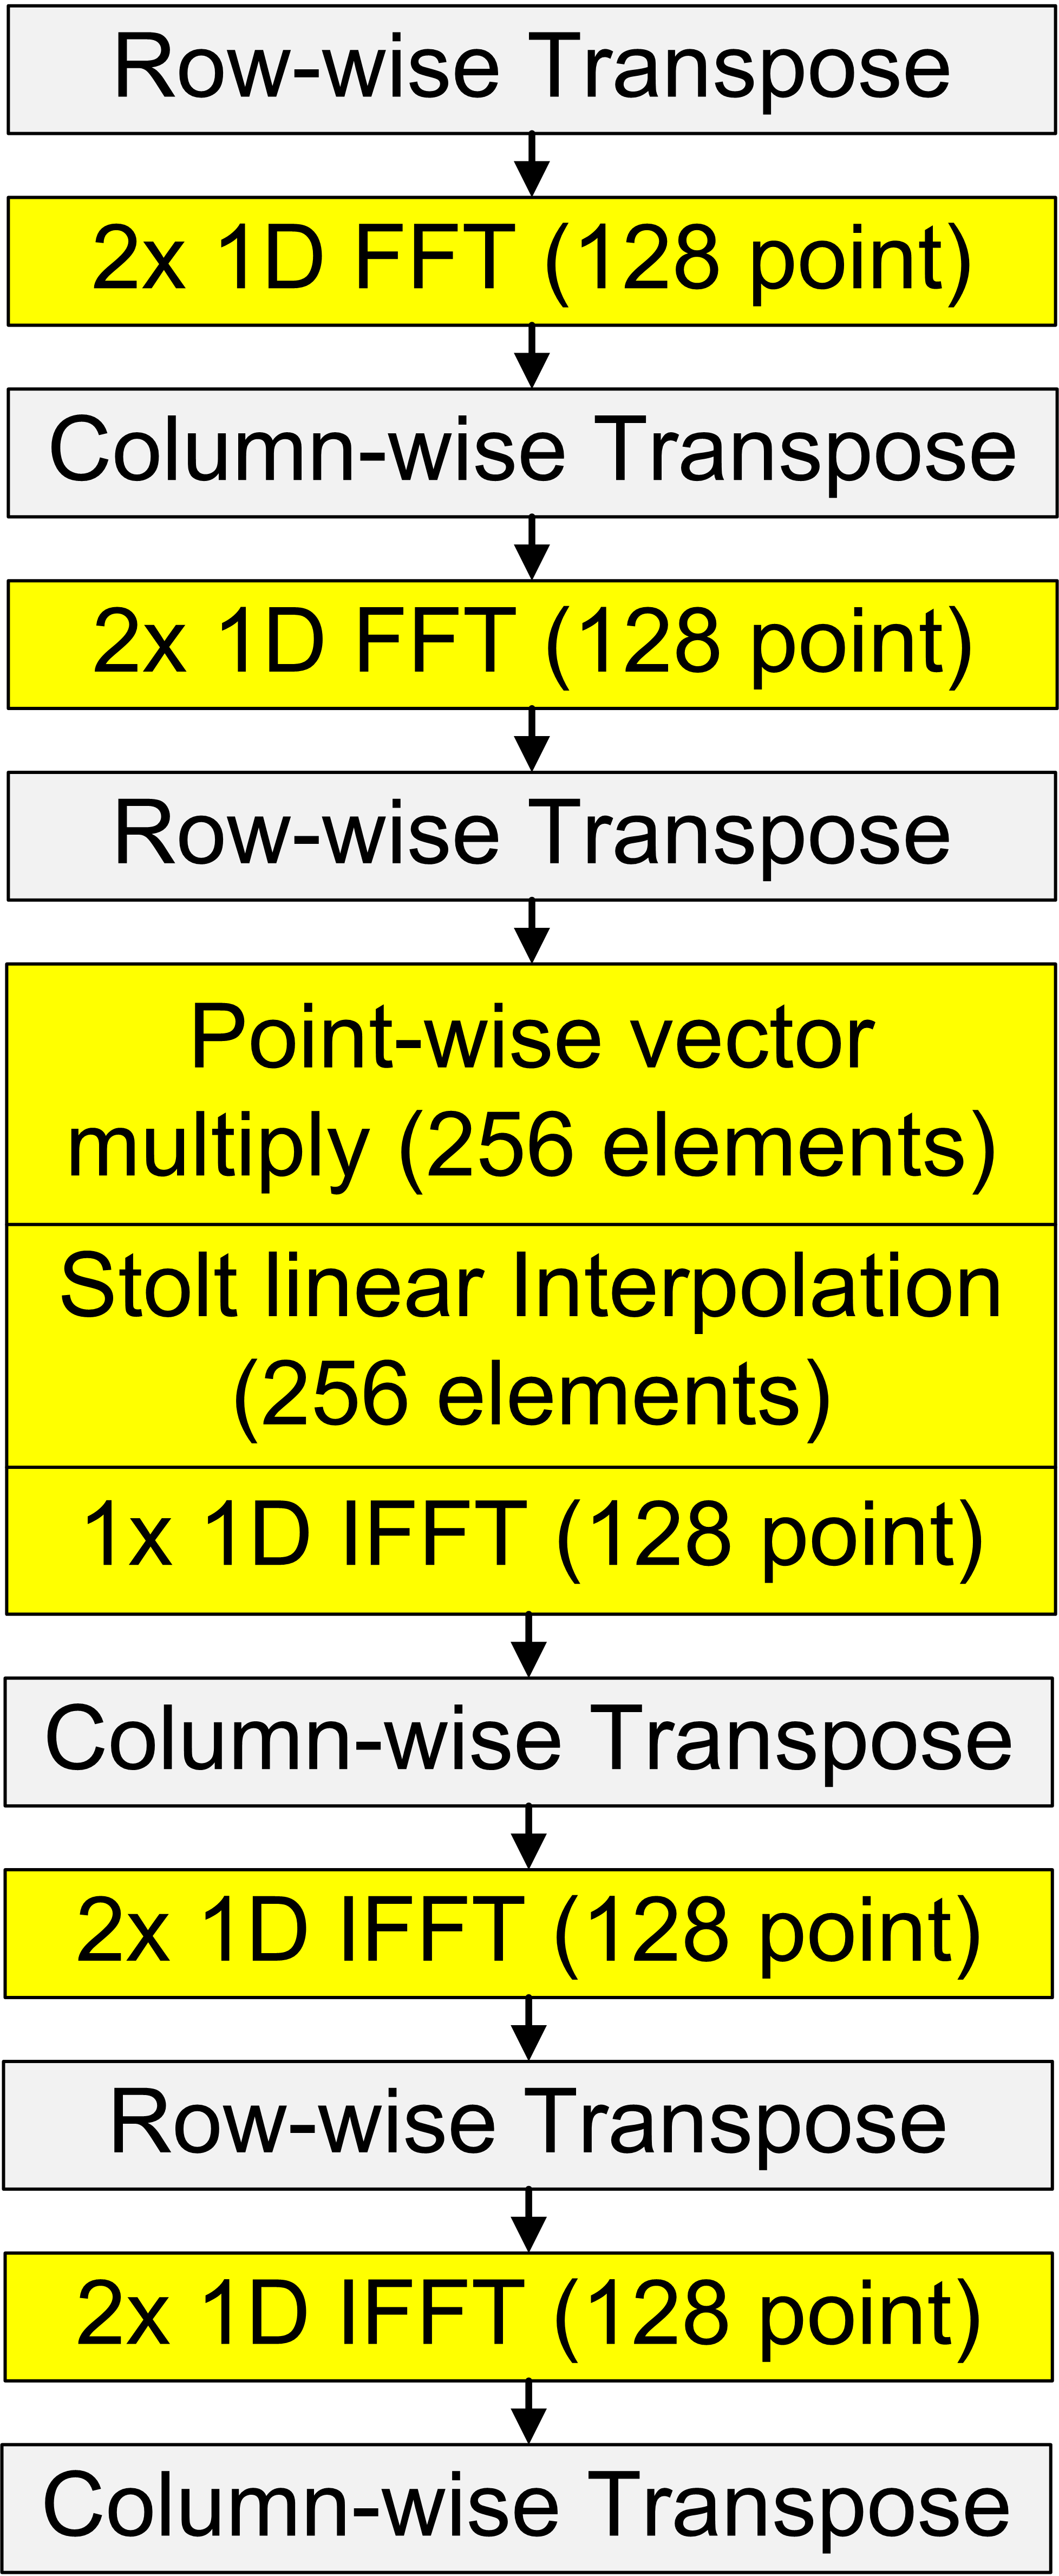 Row-wise Transpose
2x 1D FFT (128 point)
Column-wise Transpose
2x 1D FFT (128 point)
Row-wise Transpose
Point-wise vector
multiply (256 elements)
Stolt linear Interpolation
(256 elements)
1x 1D IFFT (128 point)
Column-wise Transpose
2x 1D IFFT (128 point)
Row-wise Transpose
2x 1D IFFT (128 point)
Column-wise Transpose